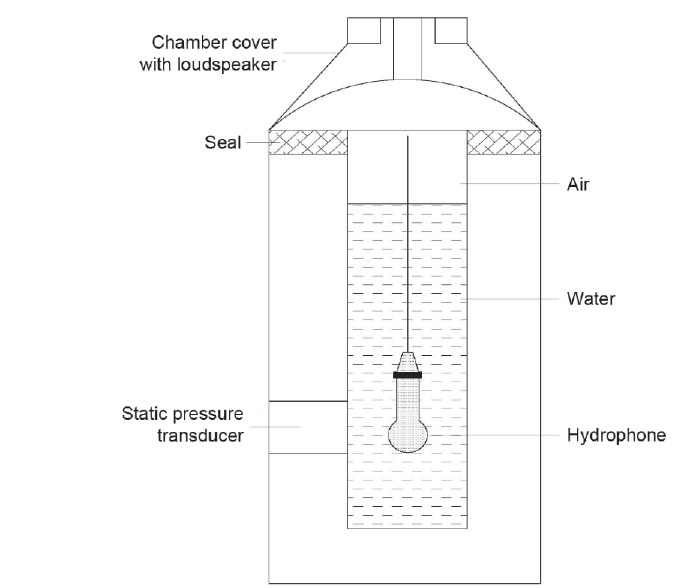 Chamber cover
with loudspeaker
Seal
Air
Water
Static pressure
transducer
Hydrophone